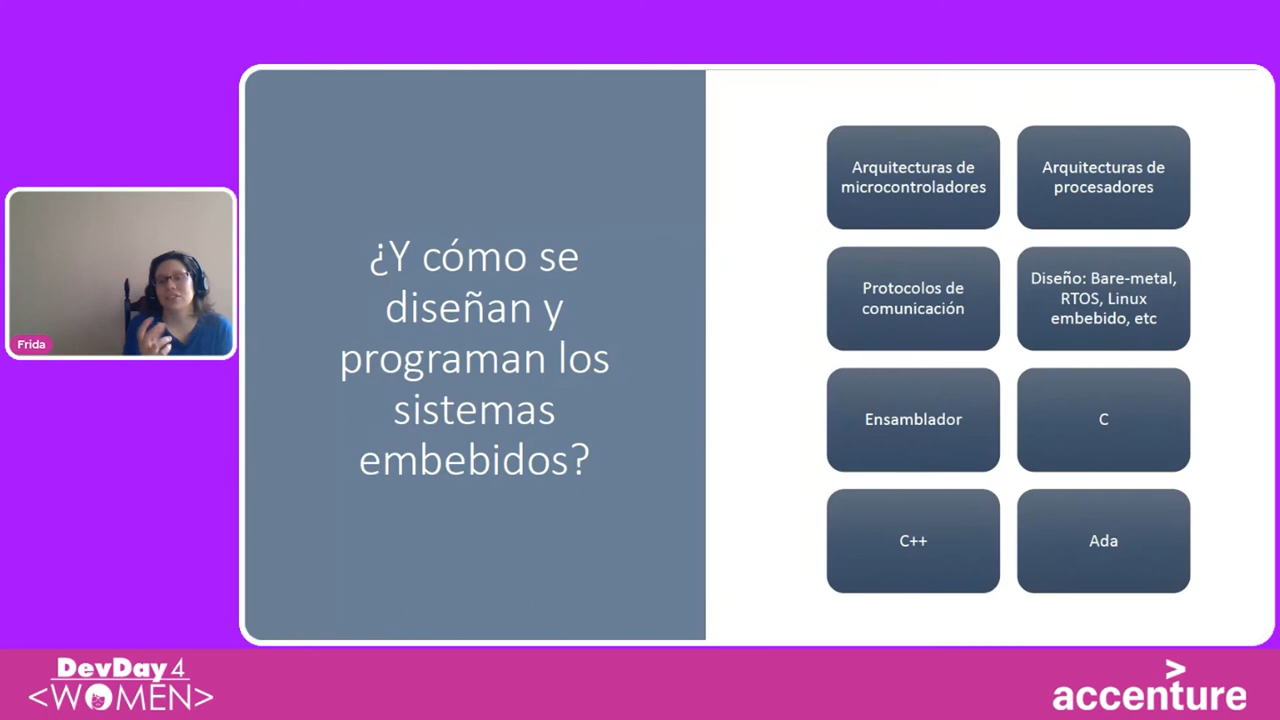 Frida
¿Y cómo se
diseñan y
programan los
sistemas
embebidos?
Arquitecturas de
microcontroladores
Arquitecturas de
procesadores
Protocolos de
comunicación
Diseño: Bare-metal,
RTOS, Linux
embebido, etc
Ensamblador
C
C++
Ada
DevDay 4
<WOMEN>
accenture